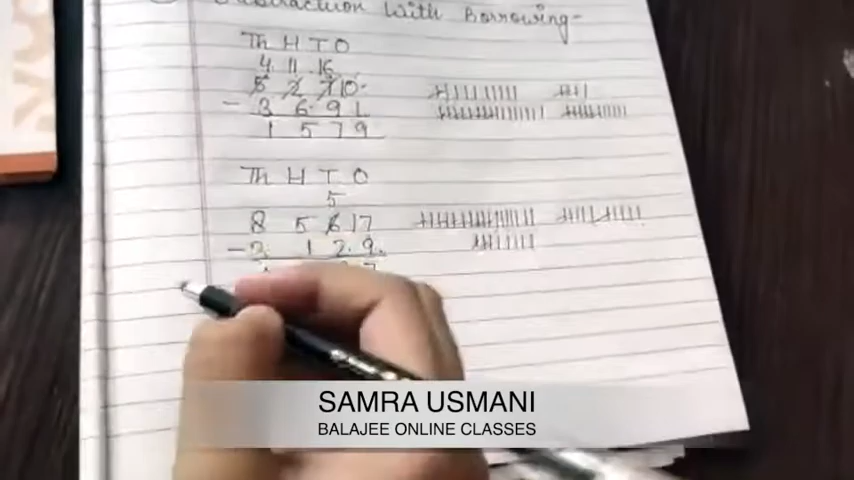 Subtraction With Borrowing-
Th H T O
4 11 16
5 2 7 10
- 3 6 9 1
1 5 7 9
Th H T O
5
8 5 6 17
- 3 1 2 9
SAMRA USMANI
BALAJEE ONLINE CLASSES